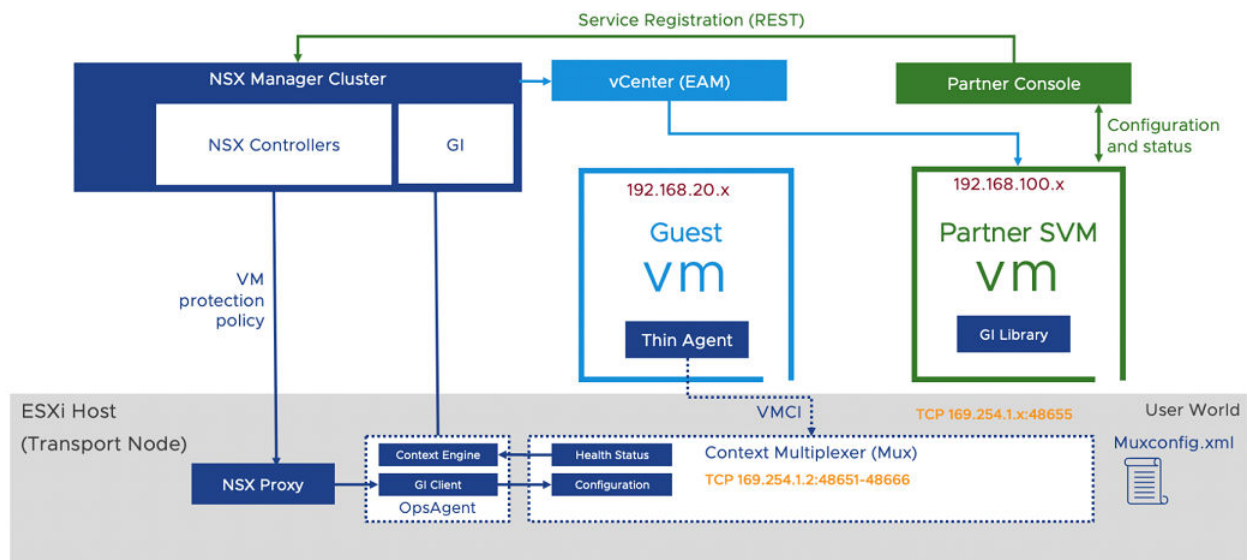 Service Registration (REST)
NSX Manager Cluster
vCenter (EAM)
Partner Console
NSX Controllers
GI
Configuration
and status
192.168.20.x
192.168.100.x
Guest
vm
Partner SVM
vm
VM
protection
policy
Thin Agent
GI Library
ESXi Host
(Transport Node)
VMCI
TCP 169.254.1.x:48655
User World
Muxconfig.xml
Context Engine
Health Status
Context Multiplexer (Mux)
NSX Proxy
GI Client
Configuration
TCP 169.254.1.2:48651-48666
OpsAgent